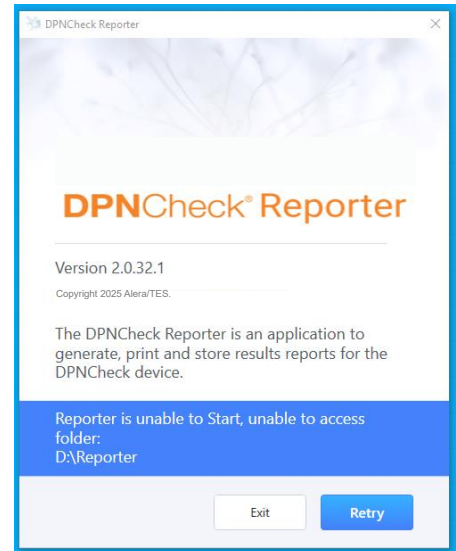 DPNCheck Reporter
DPNCheck® Reporter
Version 2.0.32.1
Copyright 2025 Alera/TES.
The DPNCheck Reporter is an application to
generate, print and store results reports for the
DPNCheck device.
Reporter is unable to Start, unable to access
folder:
D:\Reporter
Exit
Retry